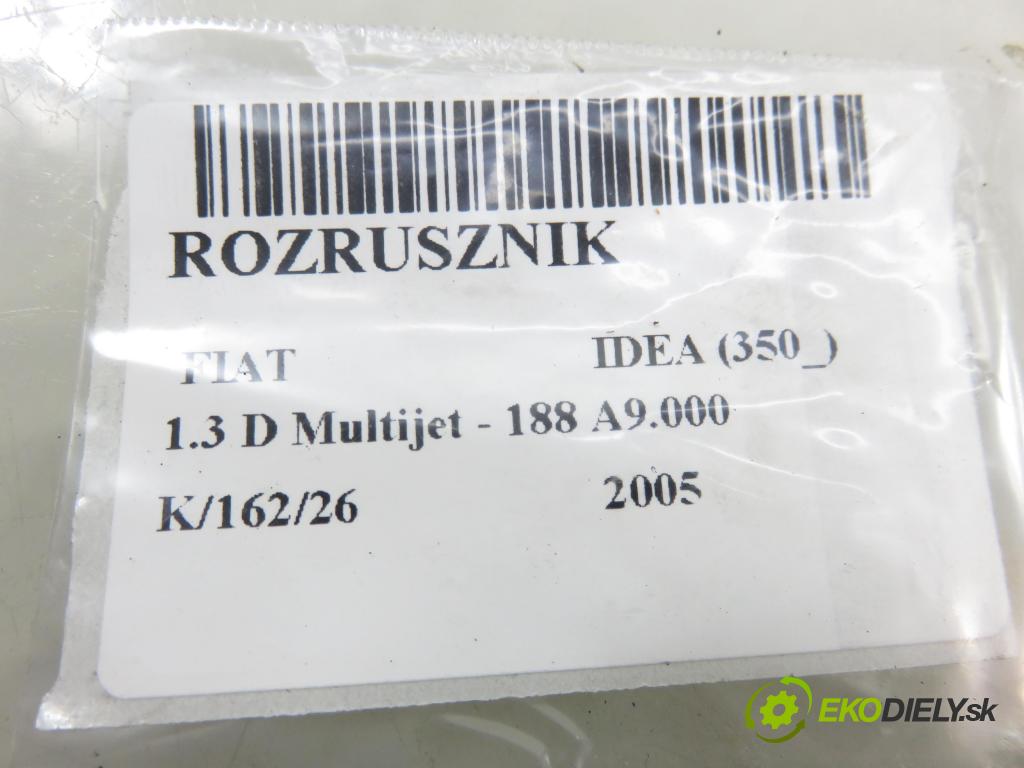 ROZRUSZNIK
FIAT IDEA (350_)
1.3 D Multijet - 188 A9.000
K/162/26 2005
EKODIELY.sk